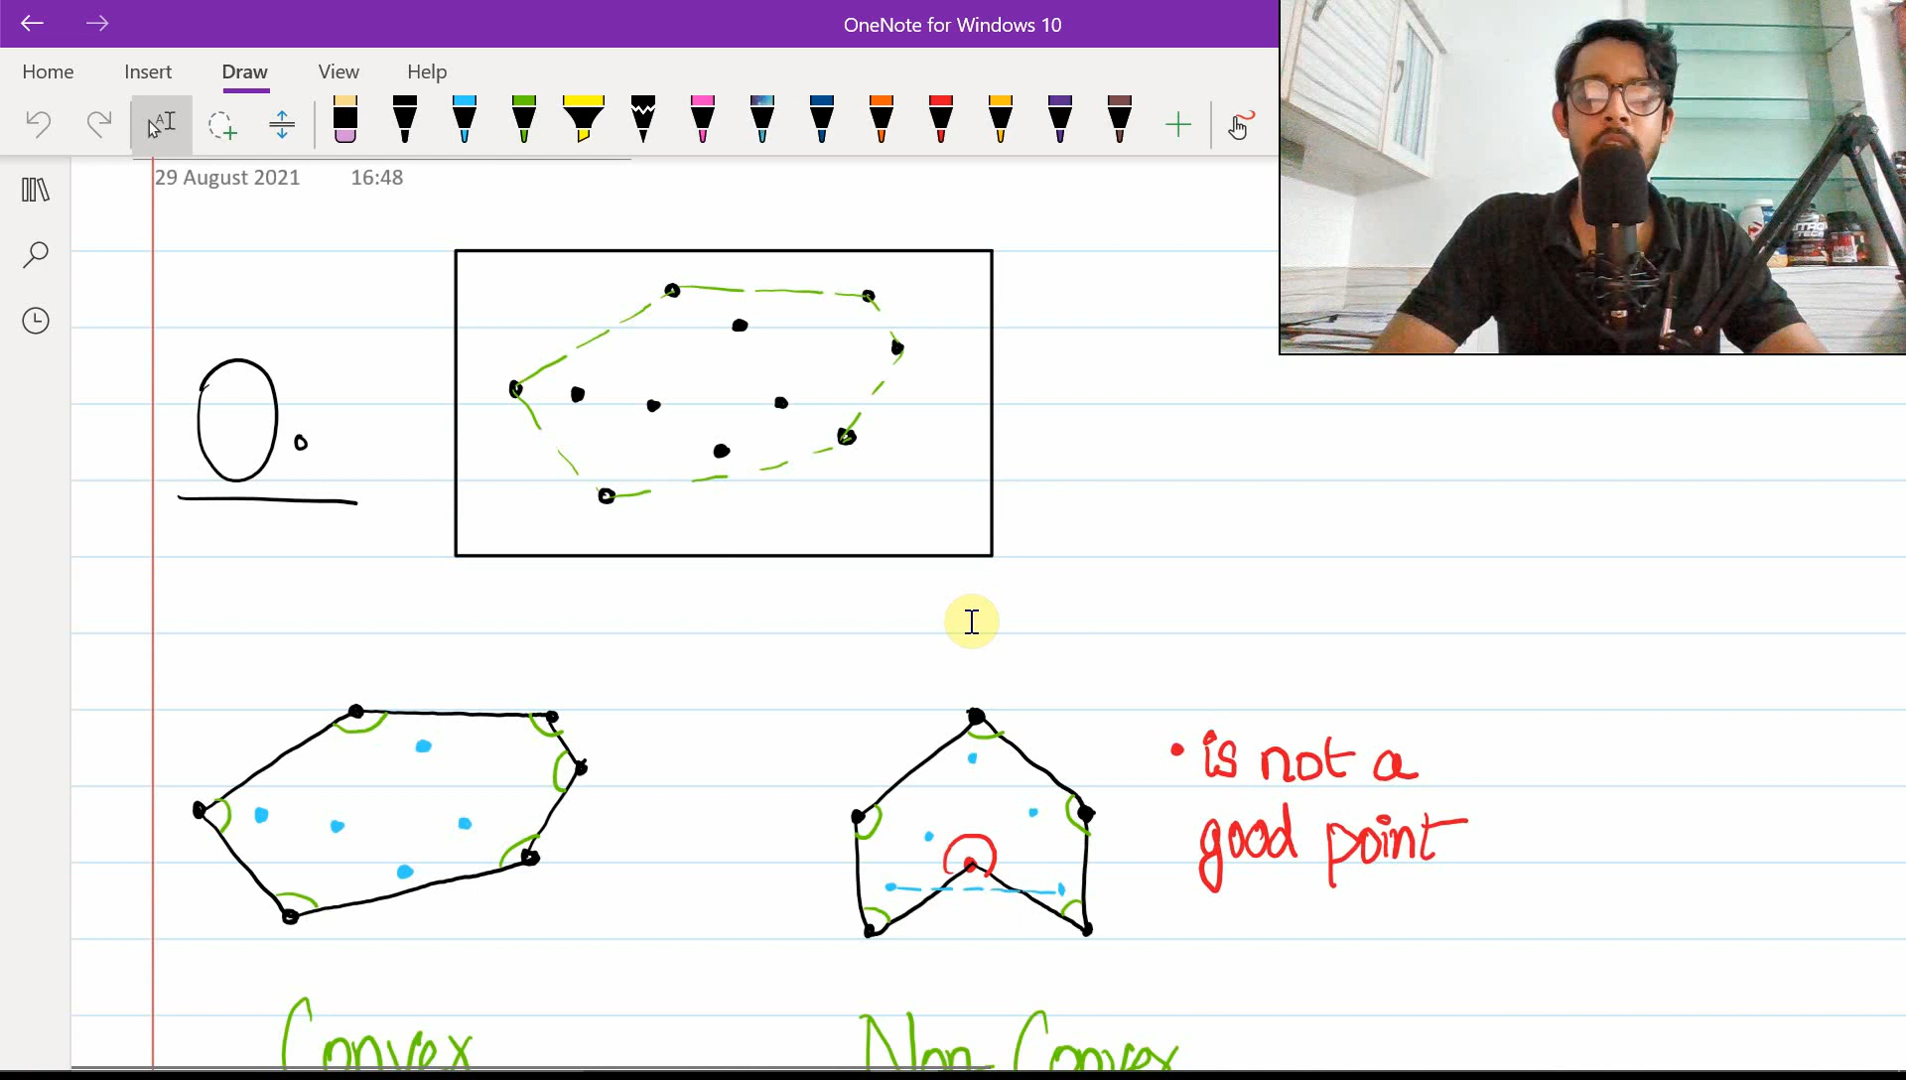 OneNote for Windows 10
Home Insert Draw View Help
29 August 2021 16:48
0.
• is not a
good point
Convex
Non-Convex